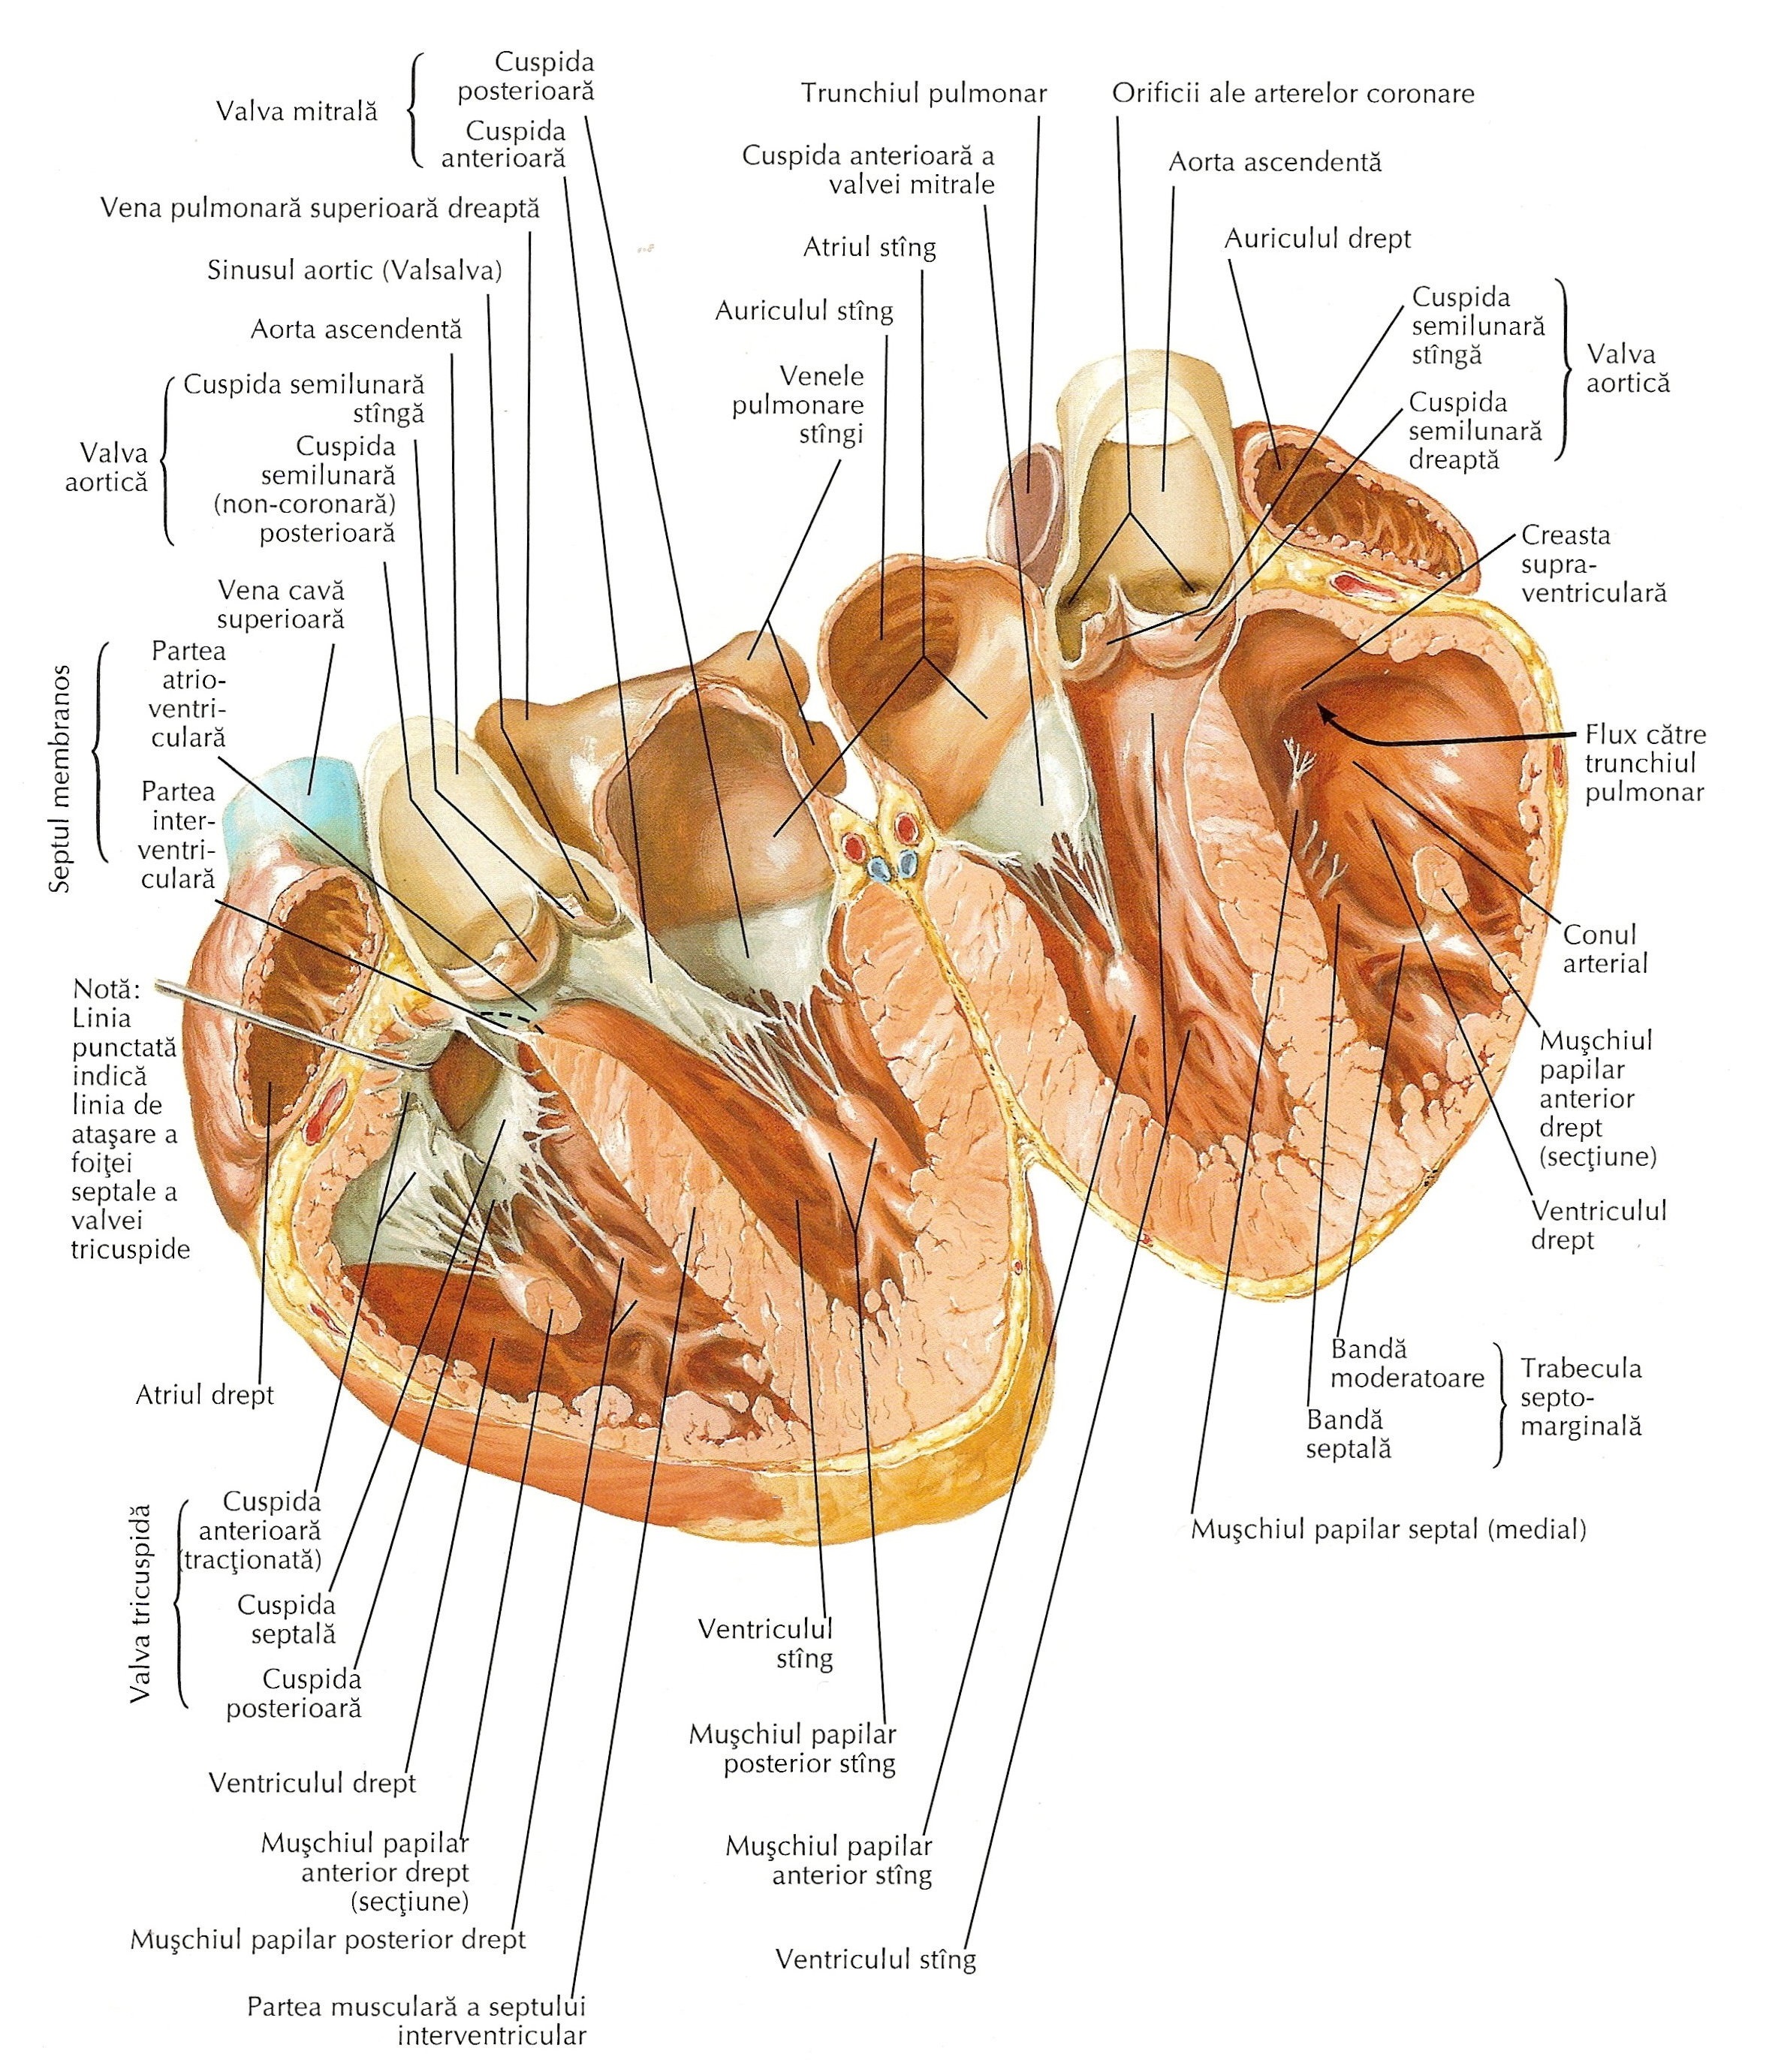 Valva mitrală
Cuspida
posterioară
Cuspida
anterioară
Vena pulmonară superioară dreaptă
Sinusul aortic (Valsalva)
Aorta ascendentă
Valva
aortică
Cuspida semilunară
stîngă
Cuspida
semilunară
(non-coronară)
posterioară
Vena cavă
superioară
Septul membranos
Partea
atrio-
ventri-
culară
Partea
inter-
ventri-
culară
Notă:
Linia
punctată
indică
linia de
ataşare a
foiţei
septale a
valvei
tricuspide
Atriul drept
Valva tricuspidă
Cuspida
anterioară
(tracţionată)
Cuspida
septală
Cuspida
posterioară
Ventriculul drept
Muşchiul papilar
anterior drept
(secţiune)
Muşchiul papilar posterior drept
Partea musculară a septului
interventricular
Trunchiul pulmonar
Cuspida anterioară a
valvei mitrale
Atriul stîng
Auriculul stîng
Venele
pulmonare
stîngi
Orificii ale arterelor coronare
Aorta ascendentă
Auriculul drept
Cuspida
semilunară
stîngă
Cuspida
semilunară
dreaptă
Valva
aortică
Creasta
supra-
ventriculară
Flux către
trunchiul
pulmonar
Conul
arterial
Muşchiul
papilar
anterior
drept
(secţiune)
Ventriculul
drept
Bandă
moderatoare
Bandă
septală
Trabecula
septo-
marginală
Muşchiul papilar septal (medial)
Ventriculul
stîng
Muşchiul papilar
posterior stîng
Muşchiul papilar
anterior stîng
Ventriculul stîng